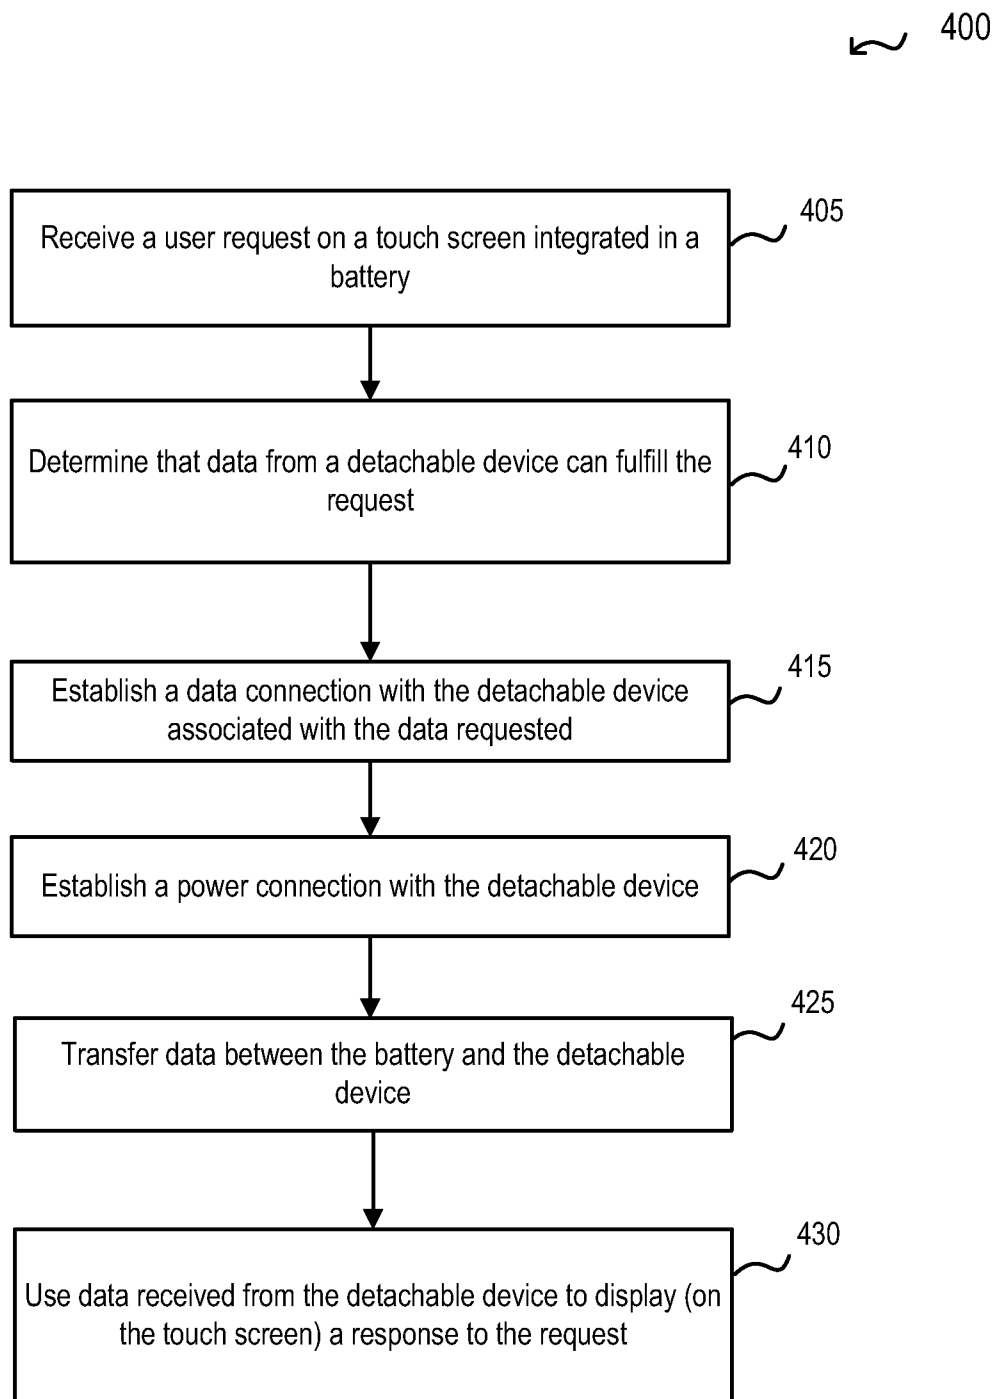 400
Receive a user request on a touch screen integrated in a
battery
405
Determine that data from a detachable device can fulfill the
request
410
Establish a data connection with the detachable device
associated with the data requested
415
Establish a power connection with the detachable device
420
Transfer data between the battery and the detachable
device
425
Use data received from the detachable device to display (on
the touch screen) a response to the request
430